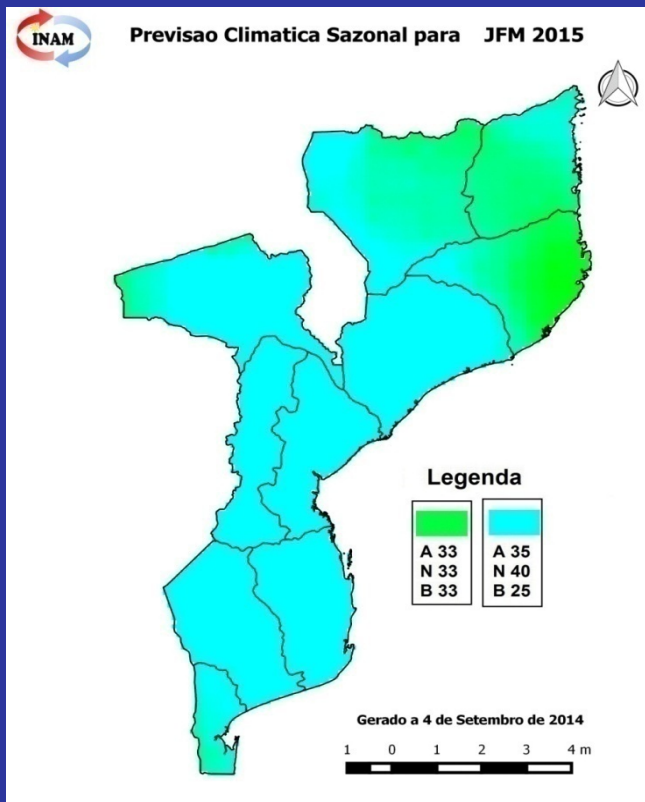 INAM
Previsao Climatica Sazonal para JFM 2015
Legenda
A 33
N 33
B 33
A 35
N 40
B 25
Gerado a 4 de Setembro de 2014
1 0 1 2 3 4 m